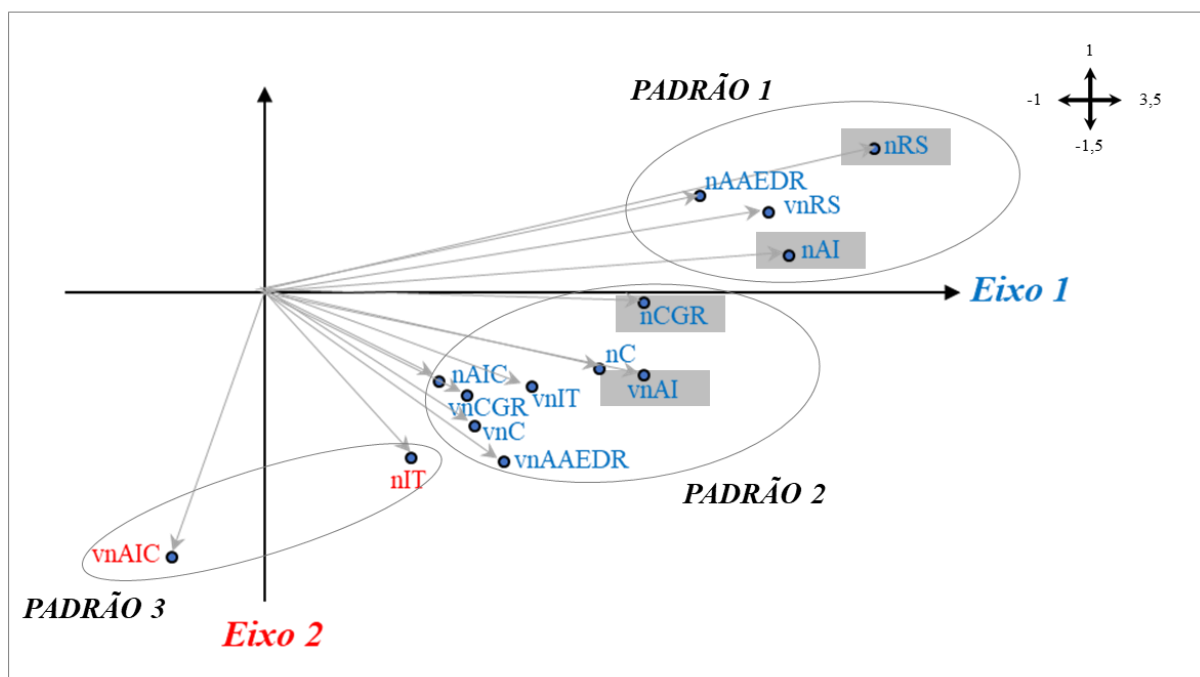 1
PADRÃO 1
-1
3,5
-1,5
nRS
nAAEDR
vnRS
nAI
Eixo 1
nCGR
nC
nAIC
vnAI
vnIT
vnCGR
vnC
vnAAEDR
nIT
PADRÃO 2
vnAIC
PADRÃO 3
Eixo 2